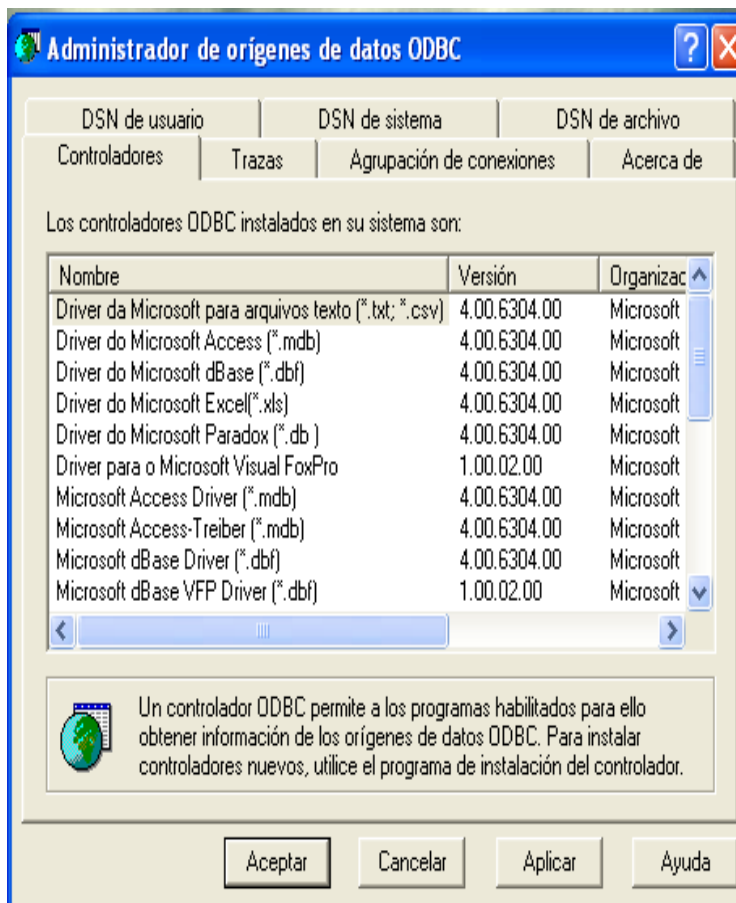 Administrador de orígenes de datos ODBC
DSN de usuario DSN de sistema DSN de archivo
Controladores Trazas Agrupación de conexiones Acerca de
Los controladores ODBC instalados en su sistema son:
Nombre Versión Organizac
Driver da Microsoft para arquivos texto (*.txt; *.csv) 4.00.6304.00 Microsoft
Driver do Microsoft Access (*.mdb) 4.00.6304.00 Microsoft
Driver do Microsoft dBase (*.dbf) 4.00.6304.00 Microsoft
Driver do Microsoft Excel(*.xls) 4.00.6304.00 Microsoft
Driver do Microsoft Paradox (*.db ) 4.00.6304.00 Microsoft
Driver para o Microsoft Visual FoxPro 1.00.02.00 Microsoft
Microsoft Access Driver (*.mdb) 4.00.6304.00 Microsoft
Microsoft Access-Treiber (*.mdb) 4.00.6304.00 Microsoft
Microsoft dBase Driver (*.dbf) 4.00.6304.00 Microsoft
Microsoft dBase VFP Driver (*.dbf) 1.00.02.00 Microsoft
Un controlador ODBC permite a los programas habilitados para ello
obtener información de los orígenes de datos ODBC. Para instalar
controladores nuevos, utilice el programa de instalación del controlador.
Aceptar Cancelar Aplicar Ayuda